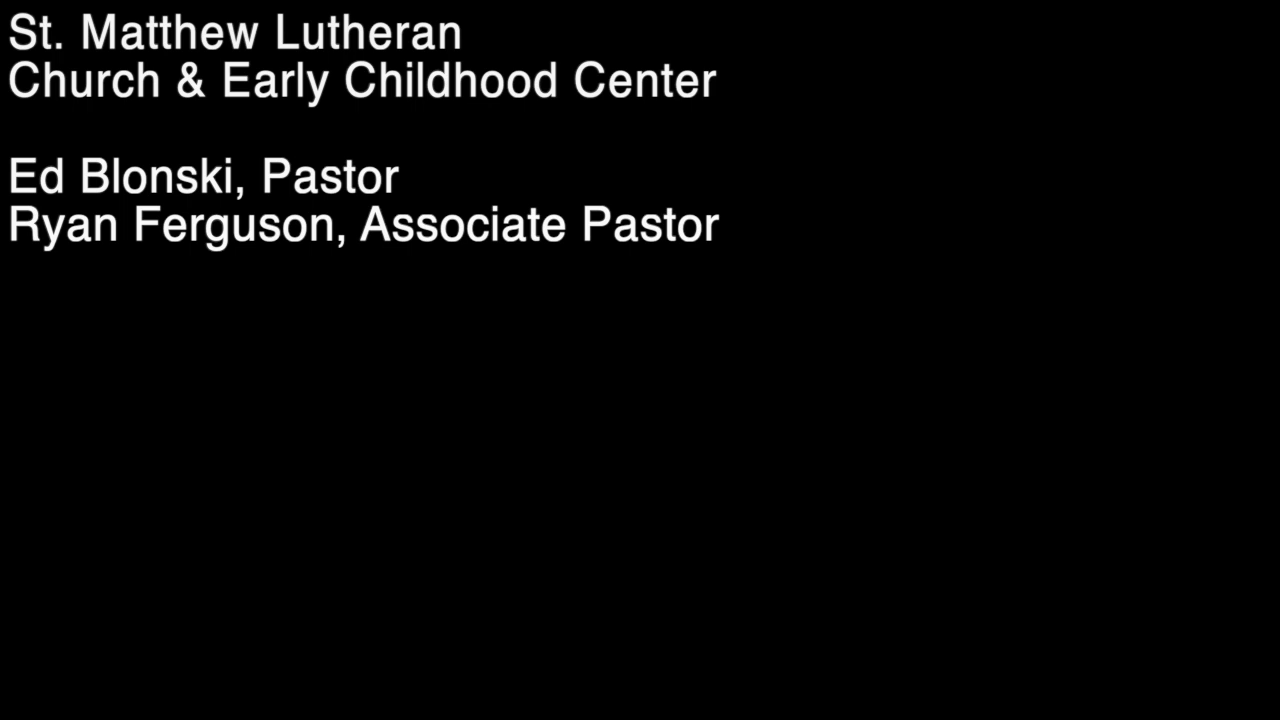 St. Matthew Lutheran
Church & Early Childhood Center
Ed Blonski, Pastor
Ryan Ferguson, Associate Pastor